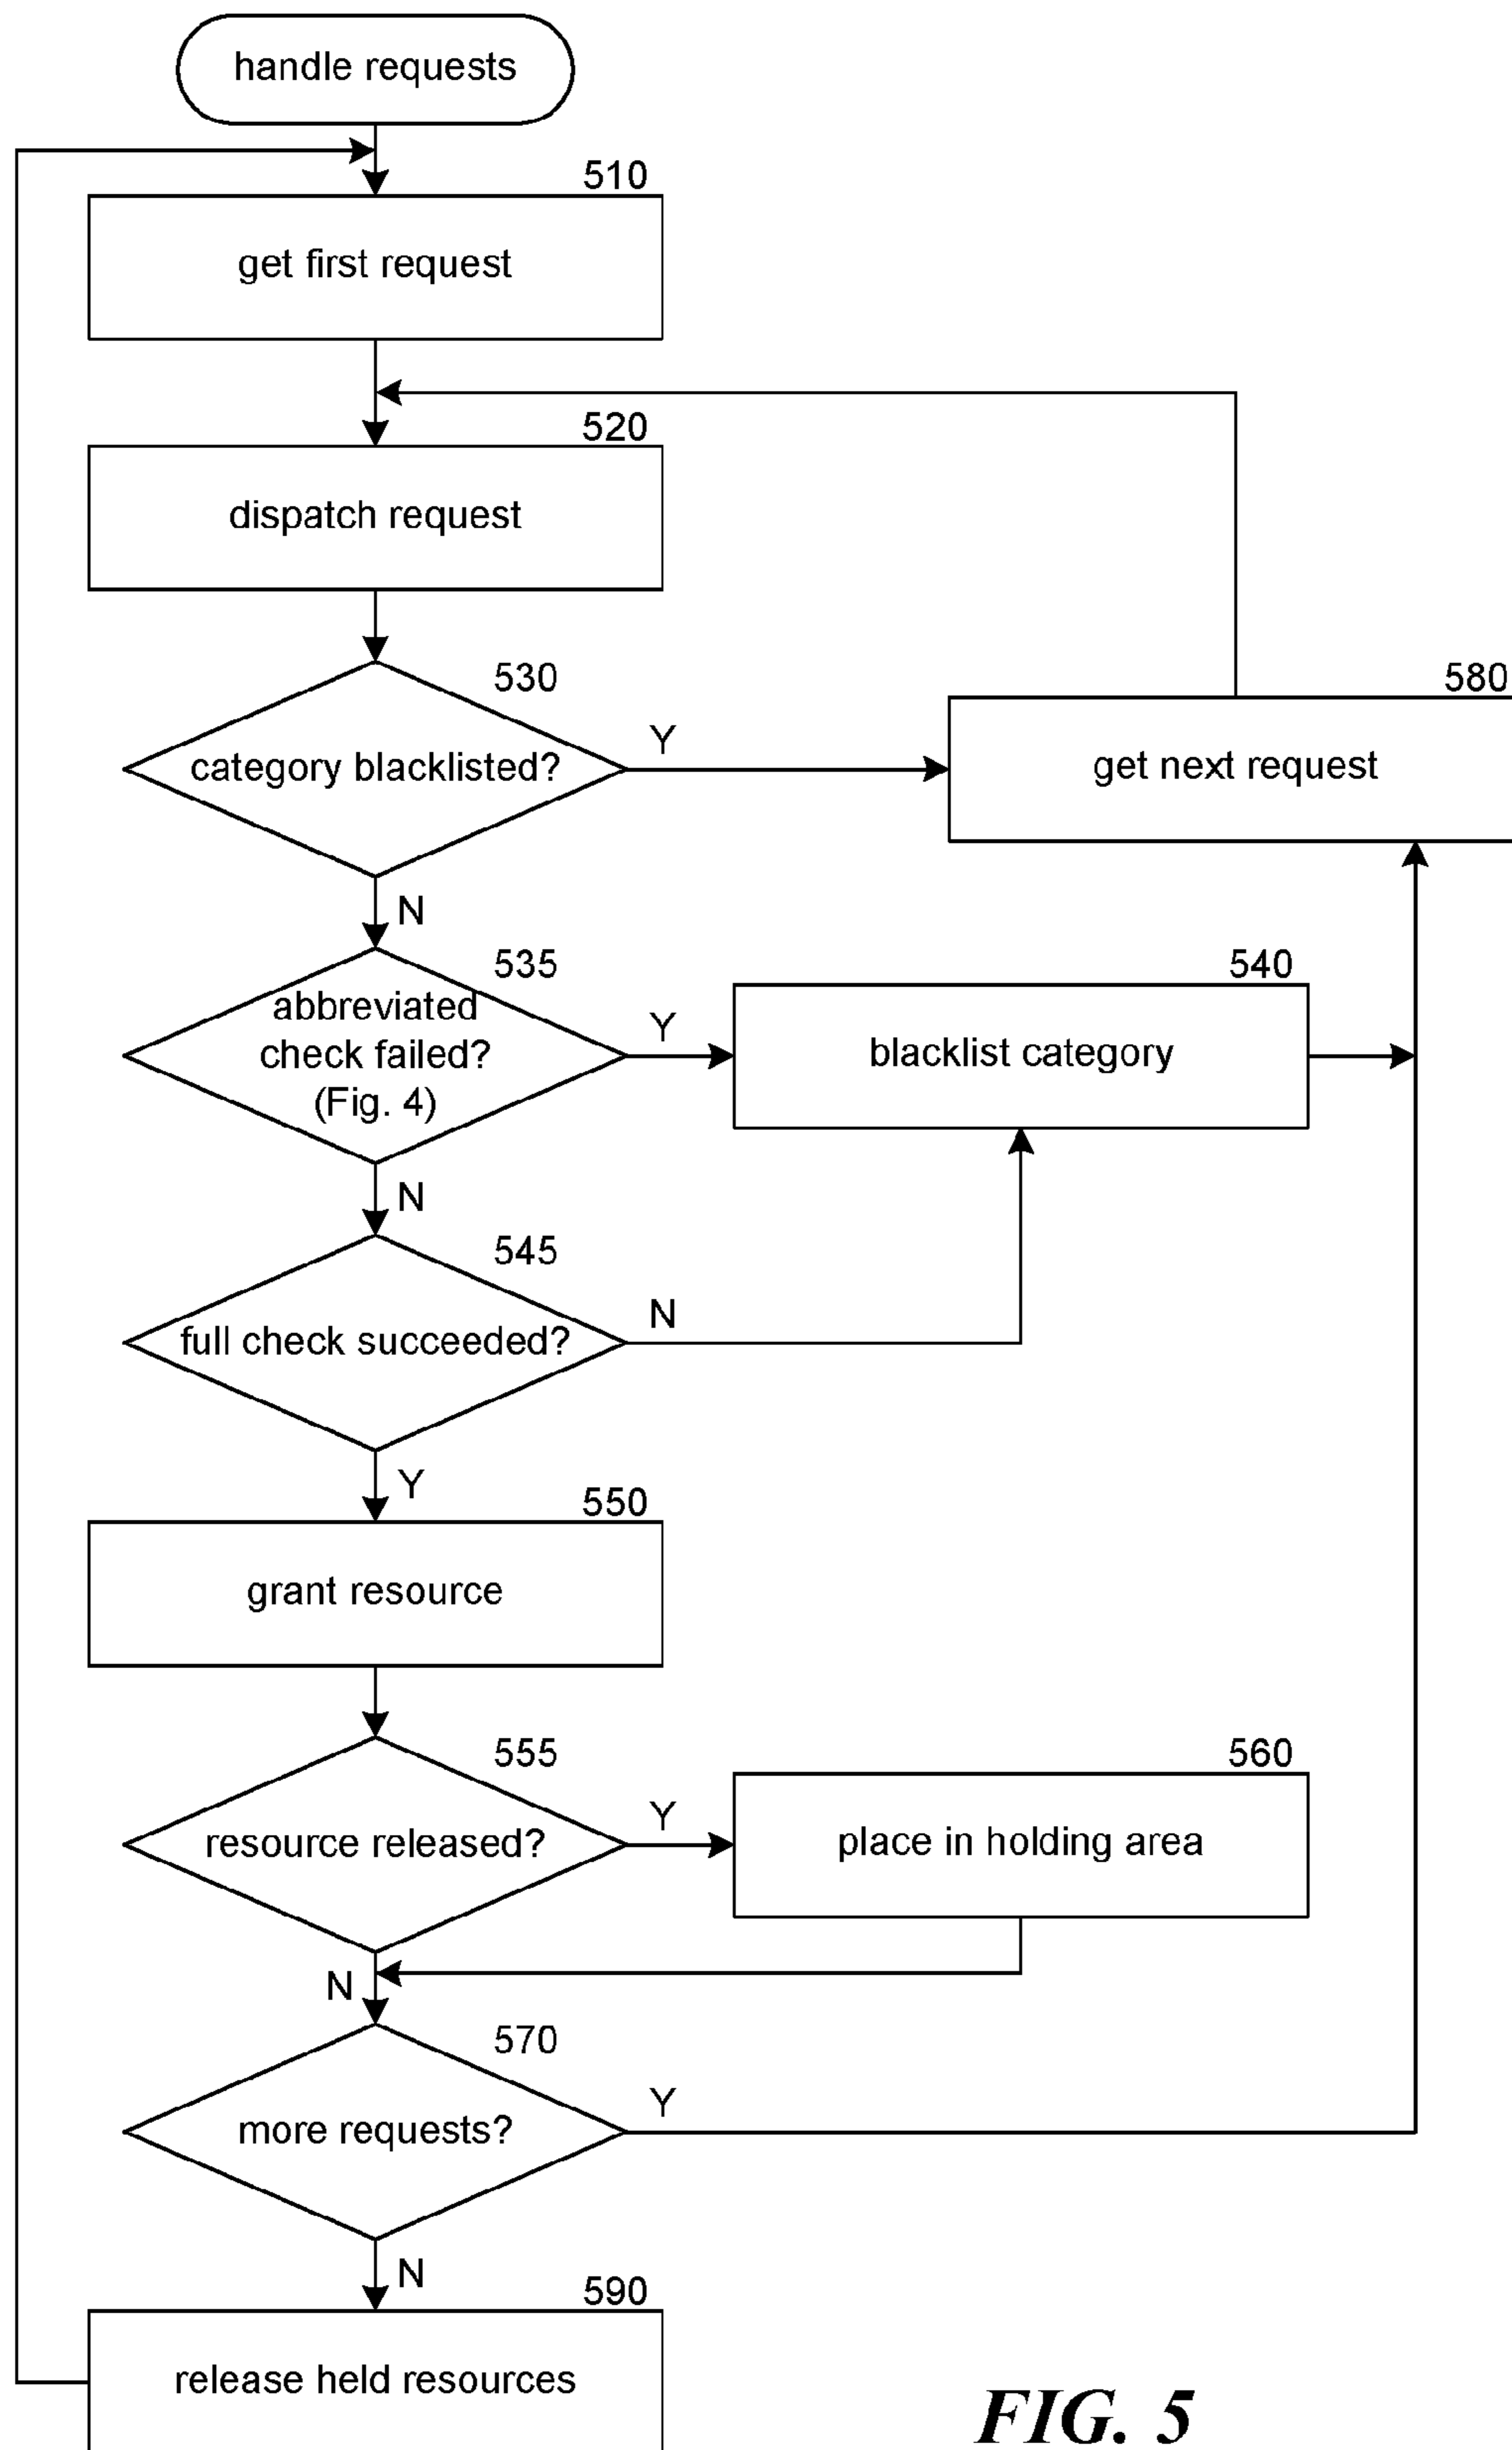 handle requests
510
get first request
520
dispatch request
530
category blacklisted?
Y
N
580
get next request
535
abbreviated
check failed?
(Fig. 4)
Y
N
540
blacklist category
545
full check succeeded?
N
Y
550
grant resource
555
resource released?
Y
N
560
place in holding area
570
more requests?
Y
N
590
release held resources
FIG. 5